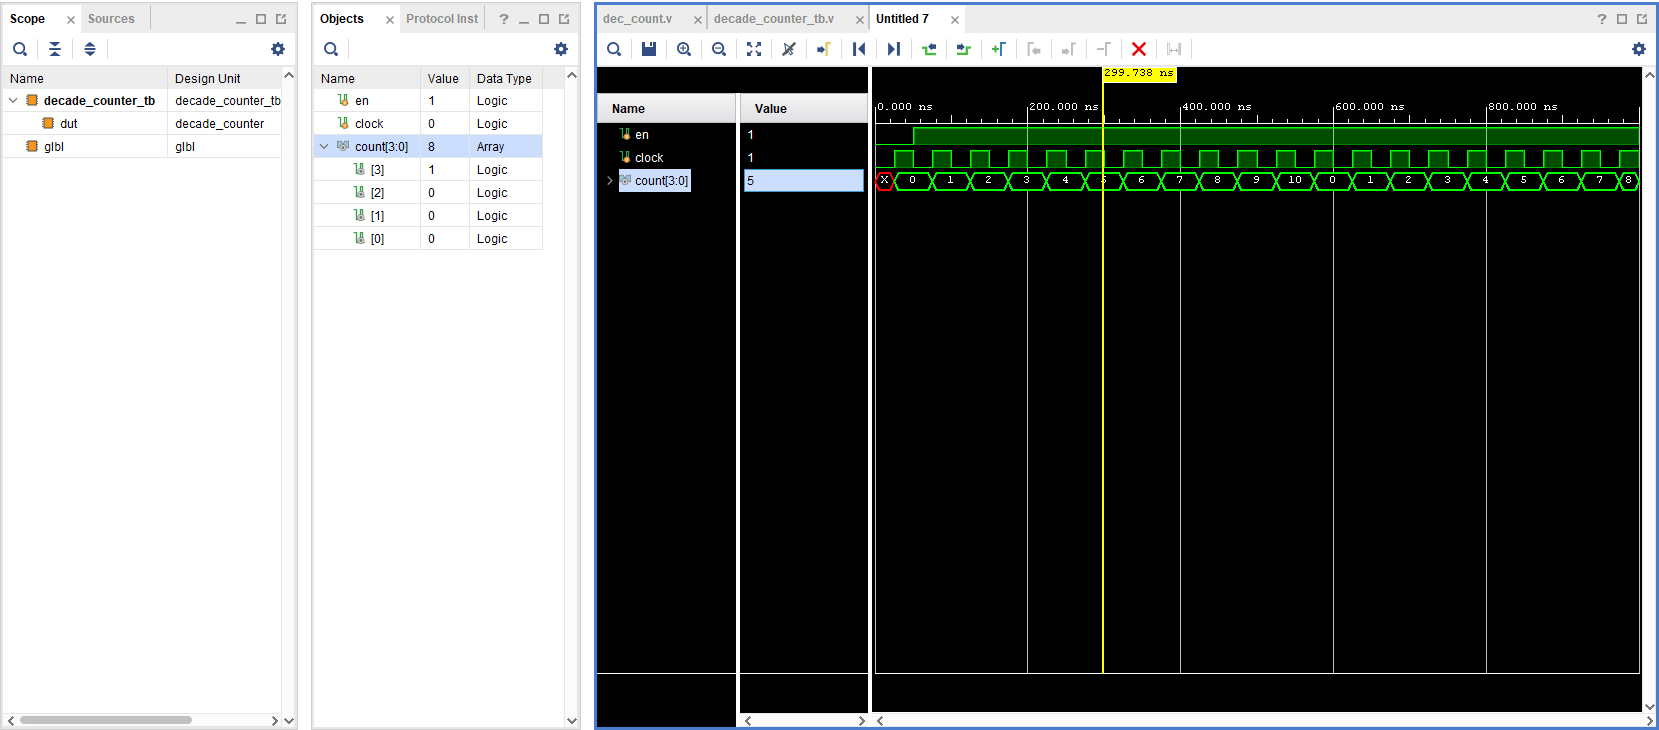 Scope × Sources
Name Design Unit
decade_counter_tb decade_counter_tb
dut decade_counter
glbl glbl
Objects × Protocol Inst ?
Name Value Data Type
en 1 Logic
clock 0 Logic
count[3:0] 8 Array
[3] 1 Logic
[2] 0 Logic
[1] 0 Logic
[0] 0 Logic
dec_count.v × decade_counter_tb.v × Untitled 7 × ?
299.738 ns
Name Value
0.000 ns 200.000 ns 400.000 ns 600.000 ns 800.000 ns
en 1
clock 1
count[3:0] 5
X 0 1 2 3 4 5 6 7 8 9 10 0 1 2 3 4 5 6 7 8